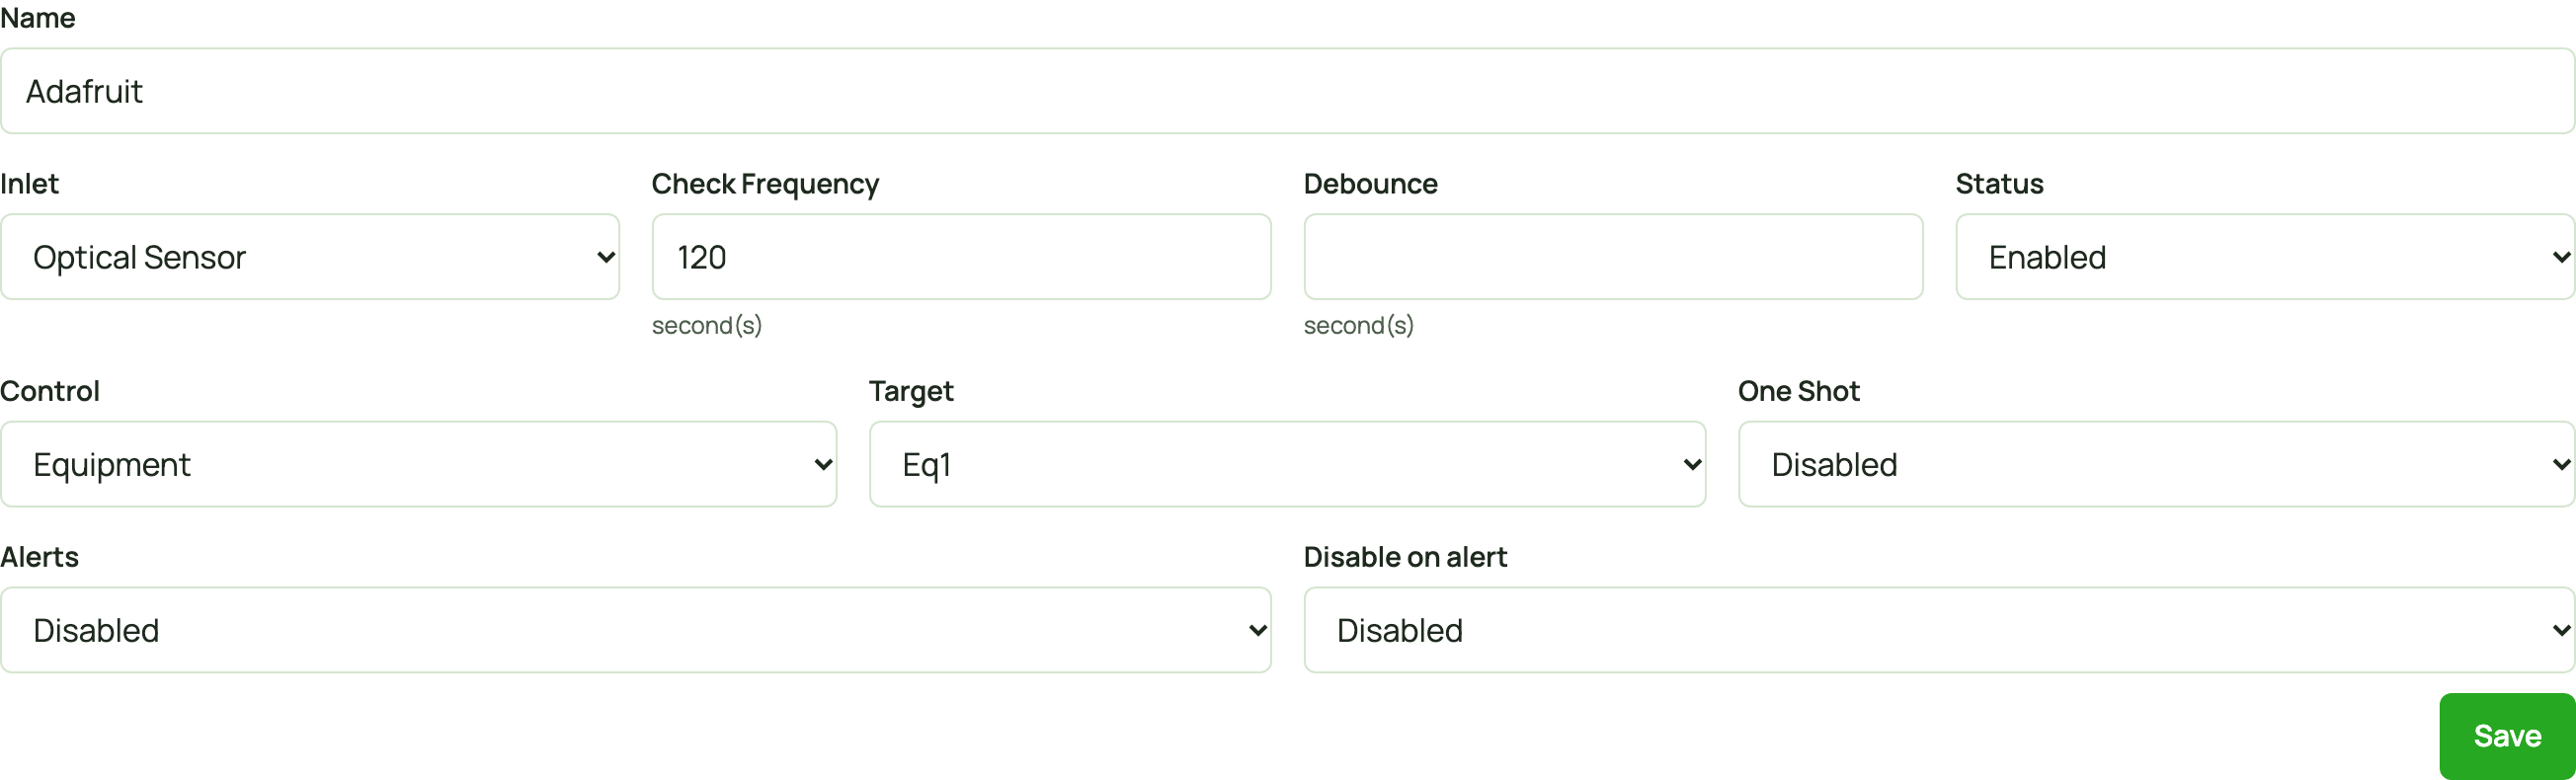 Name
Adafruit
Inlet Check Frequency Debounce Status
Optical Sensor 120 Enabled
second(s) second(s)
Control Target One Shot
Equipment Eq1 Disabled
Alerts Disable on alert
Disabled Disabled
Save